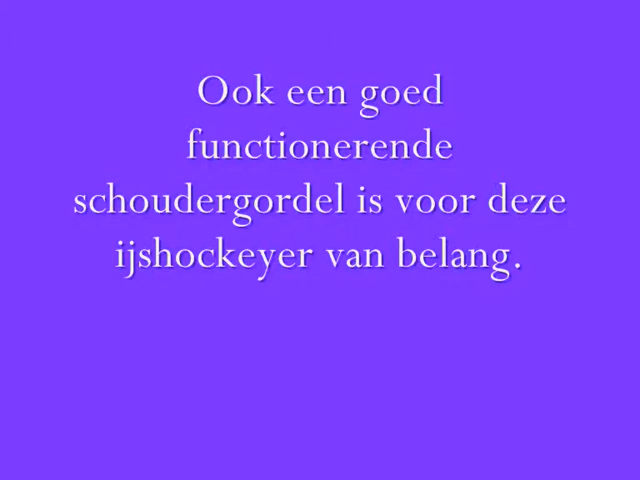 Ook een goed
functionerende
schoudergordel is voor deze
ijshockeyer van belang.